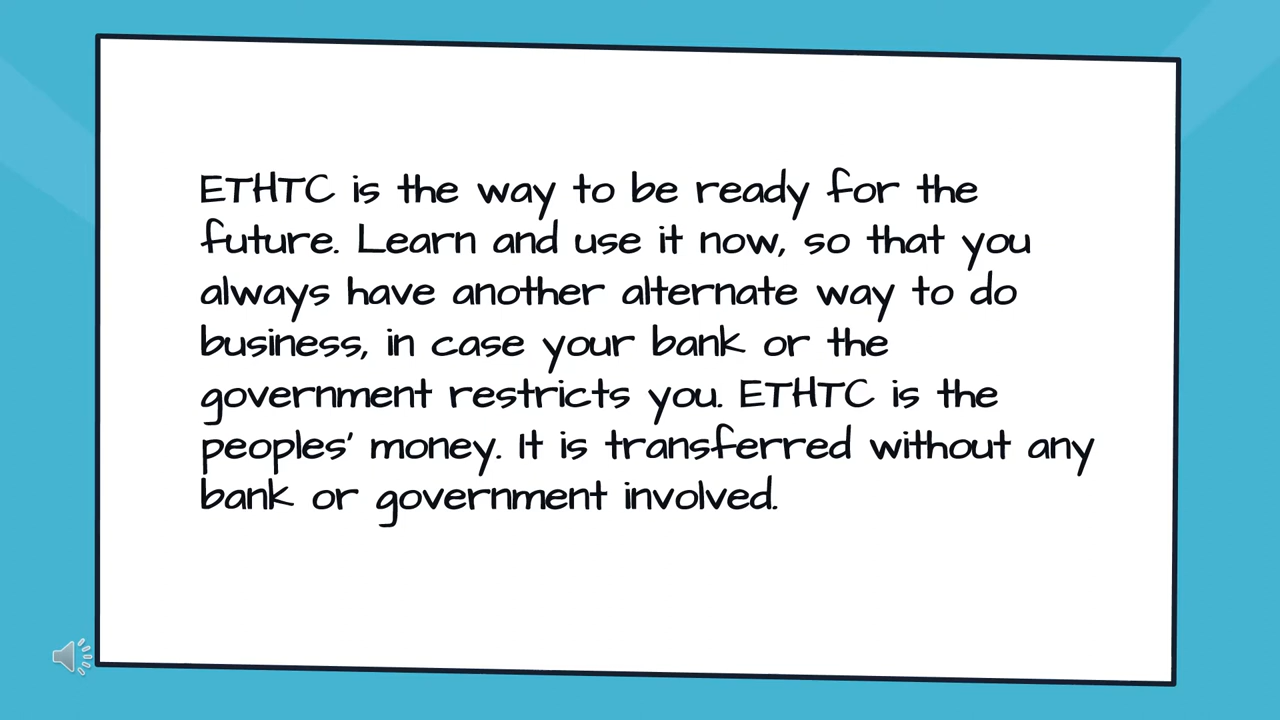 ETHTC is the way to be ready for the
future. Learn and use it now, so that you
always have another alternate way to do
business, in case your bank or the
government restricts you. ETHTC is the
peoples' money. It is transferred without any
bank or government involved.